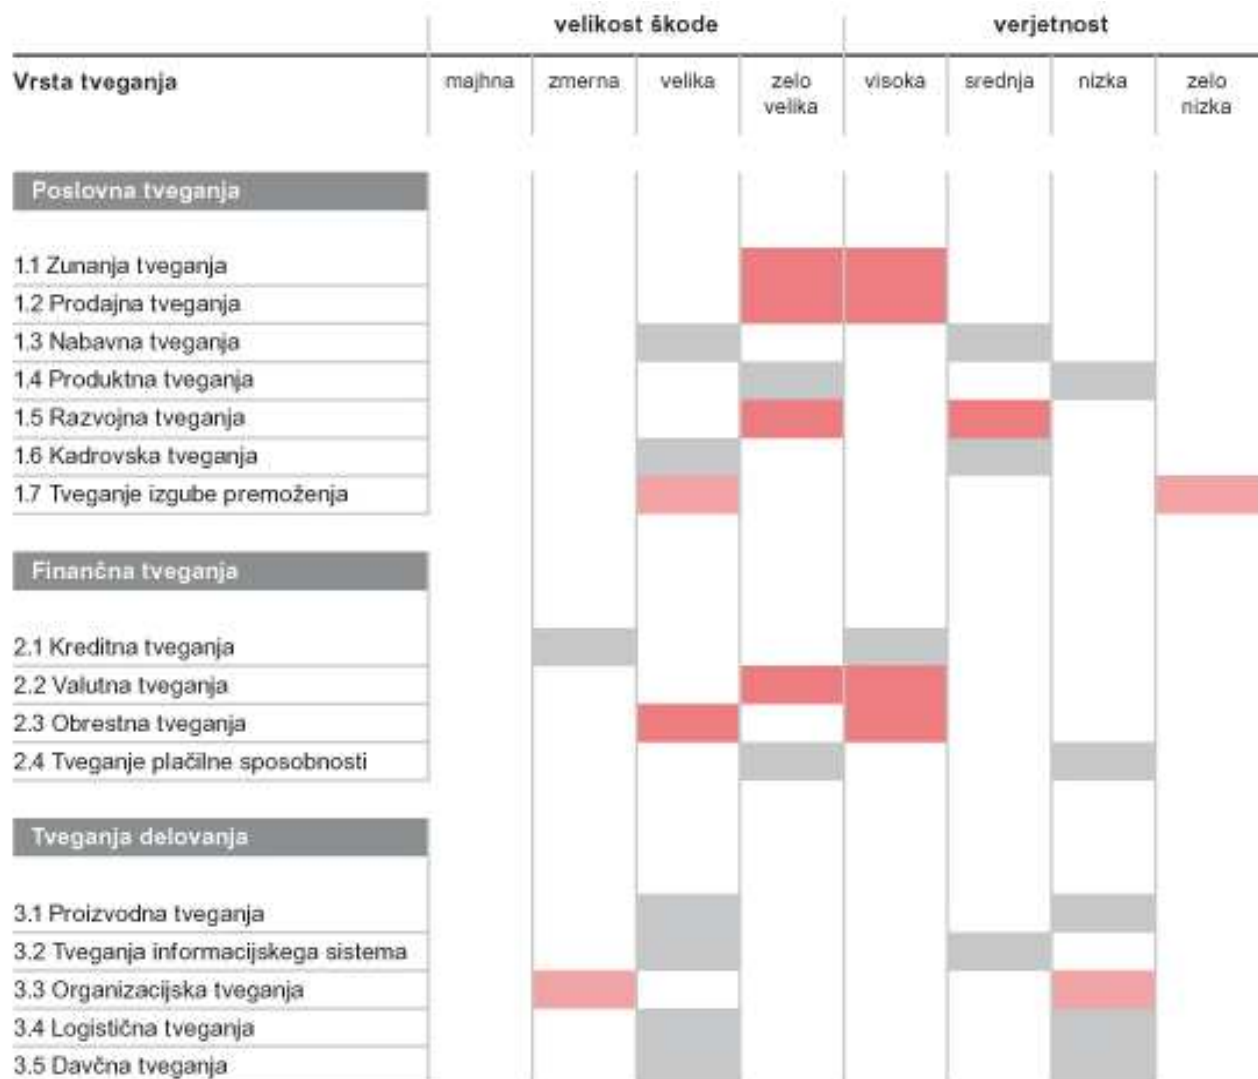 velikost škode verjetnost
Vrsta tveganja majhna zmerna velika zelo velika visoka srednja nizka zelo nizka
Poslovna tveganja
1.1 Zunanja tveganja
1.2 Prodajna tveganja
1.3 Nabavna tveganja
1.4 Produktna tveganja
1.5 Razvojna tveganja
1.6 Kadrovska tveganja
1.7 Tveganje izgube premoženja
Finančna tveganja
2.1 Kreditna tveganja
2.2 Valutna tveganja
2.3 Obrestna tveganja
2.4 Tveganje plačilne sposobnosti
Tveganja delovanja
3.1 Proizvodna tveganja
3.2 Tveganja informacijskega sistema
3.3 Organizacijska tveganja
3.4 Logistična tveganja
3.5 Davčna tveganja